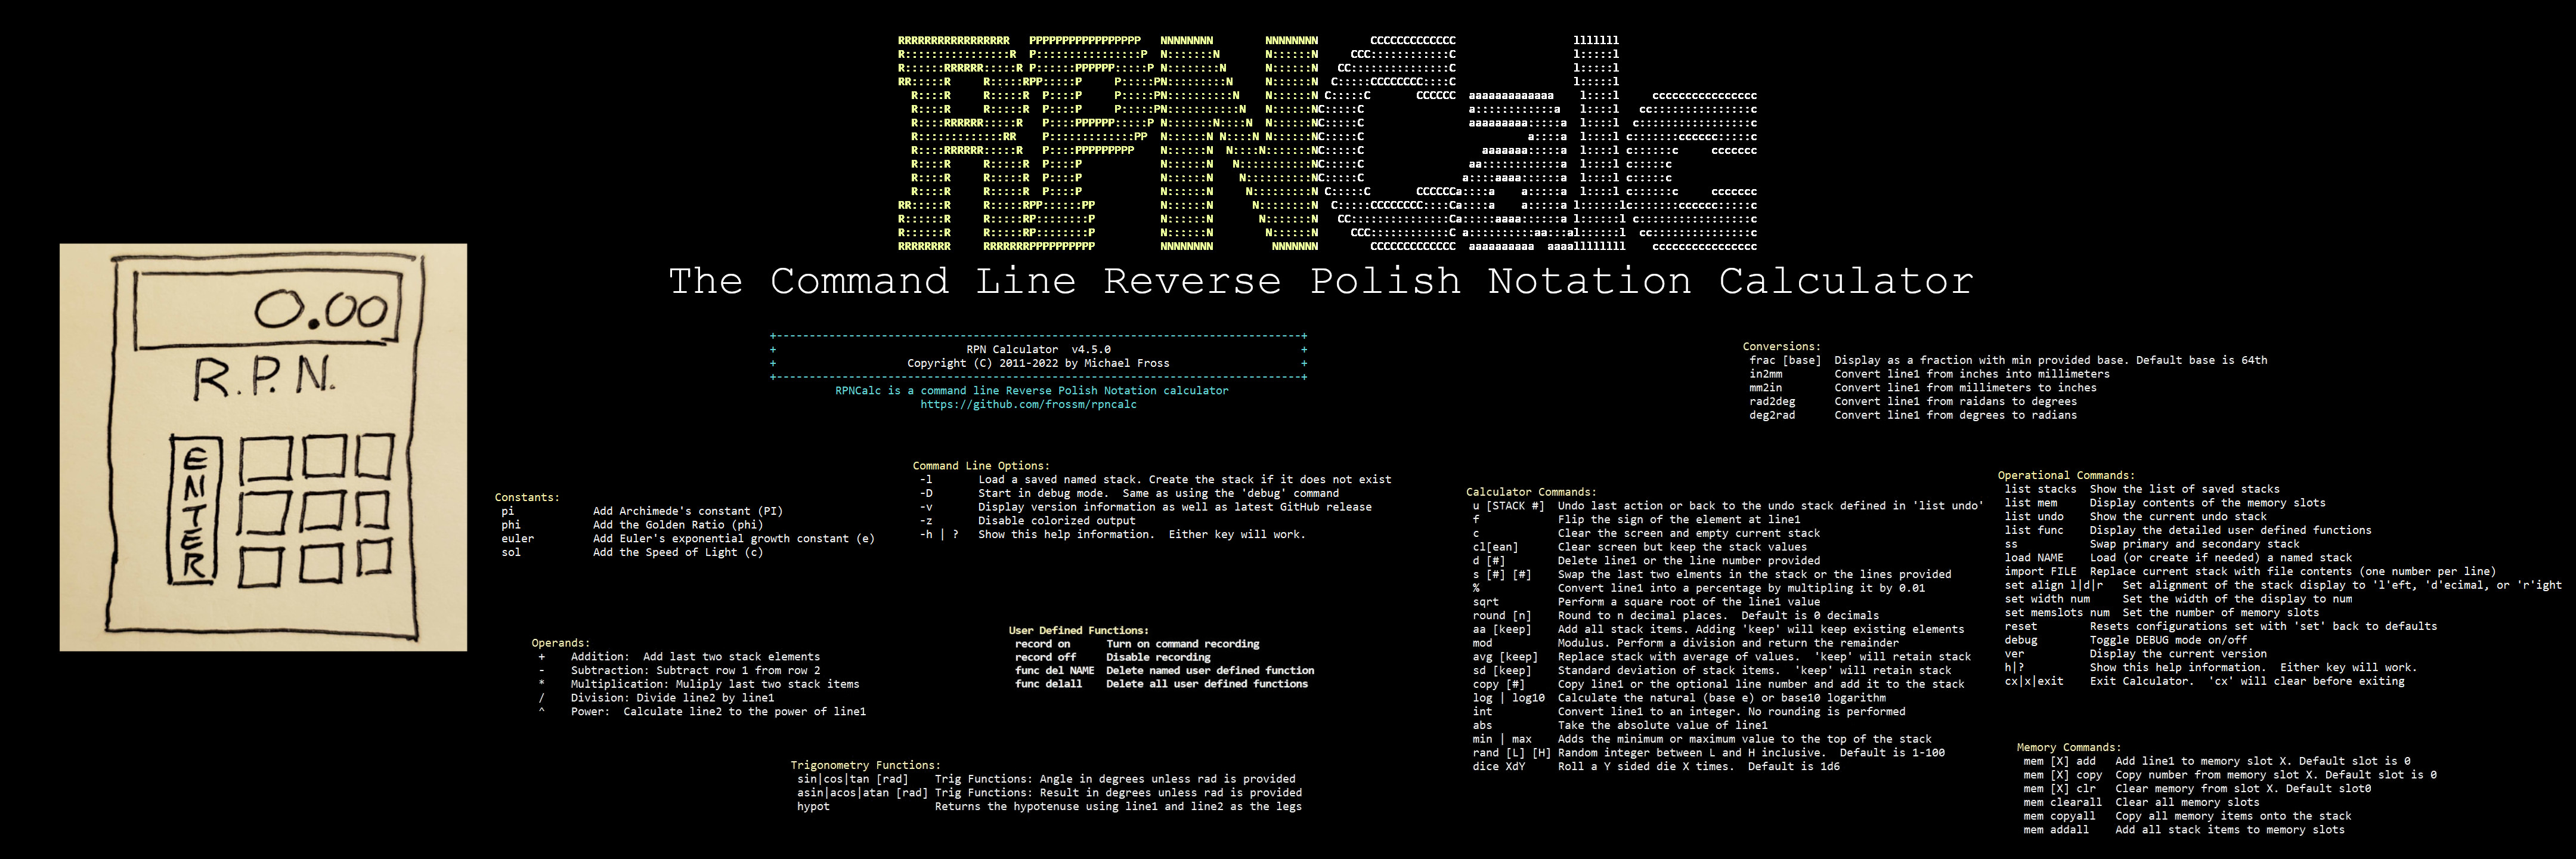 RPNCalc
The Command Line Reverse Polish Notation Calculator
0.00
R.P.N.
ENTER
RPN Calculator  v4.5.0
Copyright (C) 2011-2022 by Michael Fross
RPNCalc is a command line Reverse Polish Notation calculator
https://github.com/frossm/rpncalc
Conversions:
frac [base]  Display as a fraction with min provided base. Default base is 64th
in2mm        Convert line1 from inches into millimeters
mm2in        Convert line1 from millimeters to inches
rad2deg      Convert line1 from raidans to degrees
deg2rad      Convert line1 from degrees to radians
Command Line Options:
-l       Load a saved named stack. Create the stack if it does not exist
-D       Start in debug mode.  Same as using the 'debug' command
-v       Display version information as well as latest GitHub release
-z       Disable colorized output
-h | ?   Show this help information.  Either key will work.
Constants:
pi            Add Archimede's constant (PI)
phi           Add the Golden Ratio (phi)
euler         Add Euler's exponential growth constant (e)
sol           Add the Speed of Light (c)
Calculator Commands:
u [STACK #]  Undo last action or back to the undo stack defined in 'list undo'
f            Flip the sign of the element at line1
c            Clear the screen and empty current stack
cl[ean]      Clear screen but keep the stack values
d [#]        Delete line1 or the line number provided
s [#] [#]    Swap the last two elments in the stack or the lines provided
%            Convert line1 into a percentage by multipling it by 0.01
sqrt         Perform a square root of the line1 value
round [n]    Round to n decimal places.  Default is 0 decimals
aa [keep]    Add all stack items. Adding 'keep' will keep existing elements
mod          Modulus. Perform a division and return the remainder
avg [keep]   Replace stack with average of values.  'keep' will retain stack
sd [keep]    Standard deviation of stack items.  'keep' will retain stack
copy [#]     Copy line1 or the optional line number and add it to the stack
log | log10  Calculate the natural (base e) or base10 logarithm
int          Convert line1 to an integer. No rounding is performed
abs          Take the absolute value of line1
min | max    Adds the minimum or maximum value to the top of the stack
rand [L] [H] Random integer between L and H inclusive.  Default is 1-100
dice XdY     Roll a Y sided die X times.  Default is 1d6
Operational Commands:
list stacks  Show the list of saved stacks
list mem     Display contents of the memory slots
list undo    Show the current undo stack
list func    Display the detailed user defined functions
ss           Swap primary and secondary stack
load NAME    Load (or create if needed) a named stack
import FILE  Replace current stack with file contents (one number per line)
set align l|d|r   Set alignment of the stack display to 'l'eft, 'd'ecimal, or 'r'ight
set width num     Set the width of the display to num
set memslots num  Set the number of memory slots
reset        Resets configurations set with 'set' back to defaults
debug        Toggle DEBUG mode on/off
ver          Display the current version
h|?          Show this help information.  Either key will work.
cx|x|exit    Exit Calculator.  'cx' will clear before exiting
Operands:
+    Addition:  Add last two stack elements
-    Subtraction: Subtract row 1 from row 2
*    Multiplication: Muliply last two stack items
/    Division: Divide line2 by line1
^    Power:  Calculate line2 to the power of line1
User Defined Functions:
record on      Turn on command recording
record off     Disable recording
func del NAME  Delete named user defined function
func delall    Delete all user defined functions
Trigonometry Functions:
sin|cos|tan [rad]    Trig Functions: Angle in degrees unless rad is provided
asin|acos|atan [rad] Trig Functions: Result in degrees unless rad is provided
hypot                Returns the hypotenuse using line1 and line2 as the legs
Memory Commands:
mem [X] add   Add line1 to memory slot X. Default slot is 0
mem [X] copy  Copy number from memory slot X. Default slot is 0
mem [X] clr   Clear memory from slot X. Default slot0
mem clearall  Clear all memory slots
mem copyall   Copy all memory items onto the stack
mem addall    Add all stack items to memory slots